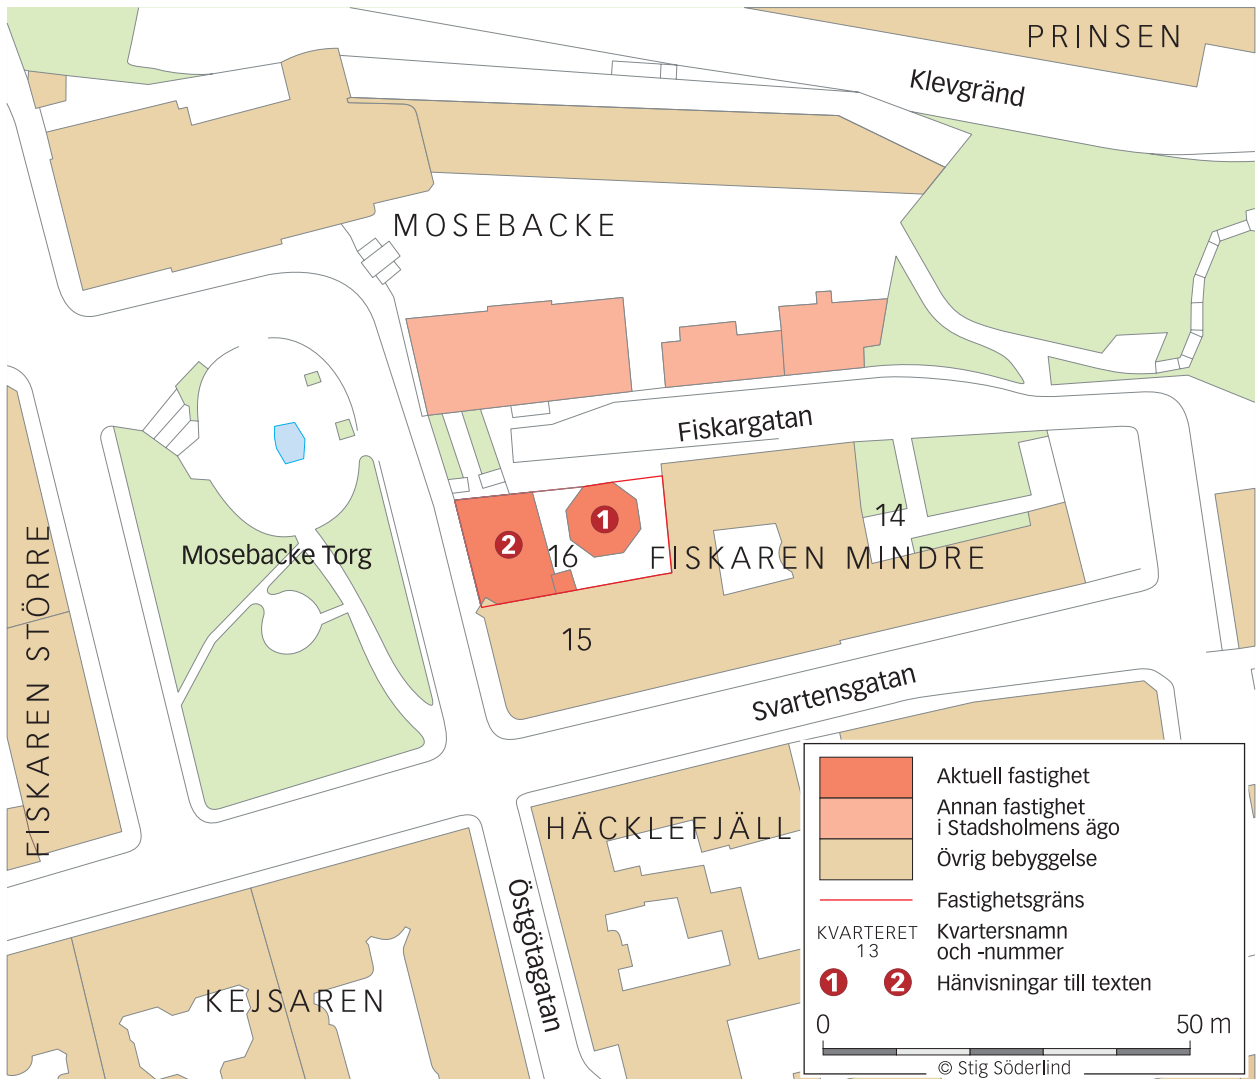 PRINSEN
Klevgränd
MOSEBACKE
Fiskargatan
Mosebacke Torg
1
2
16
14
FISKAREN MINDRE
15
FISKAREN STÖRRE
Svartensgatan
HÄCKLEFJÄLL
Östgötagatan
KEJSAREN
Aktuell fastighet
Annan fastighet
i Stadsholmens ägo
Övrig bebyggelse
Fastighetsgräns
KVARTERET
13
Kvartersnamn
och -nummer
1 2 Hänvisningar till texten
0 50 m
© Stig Söderlind